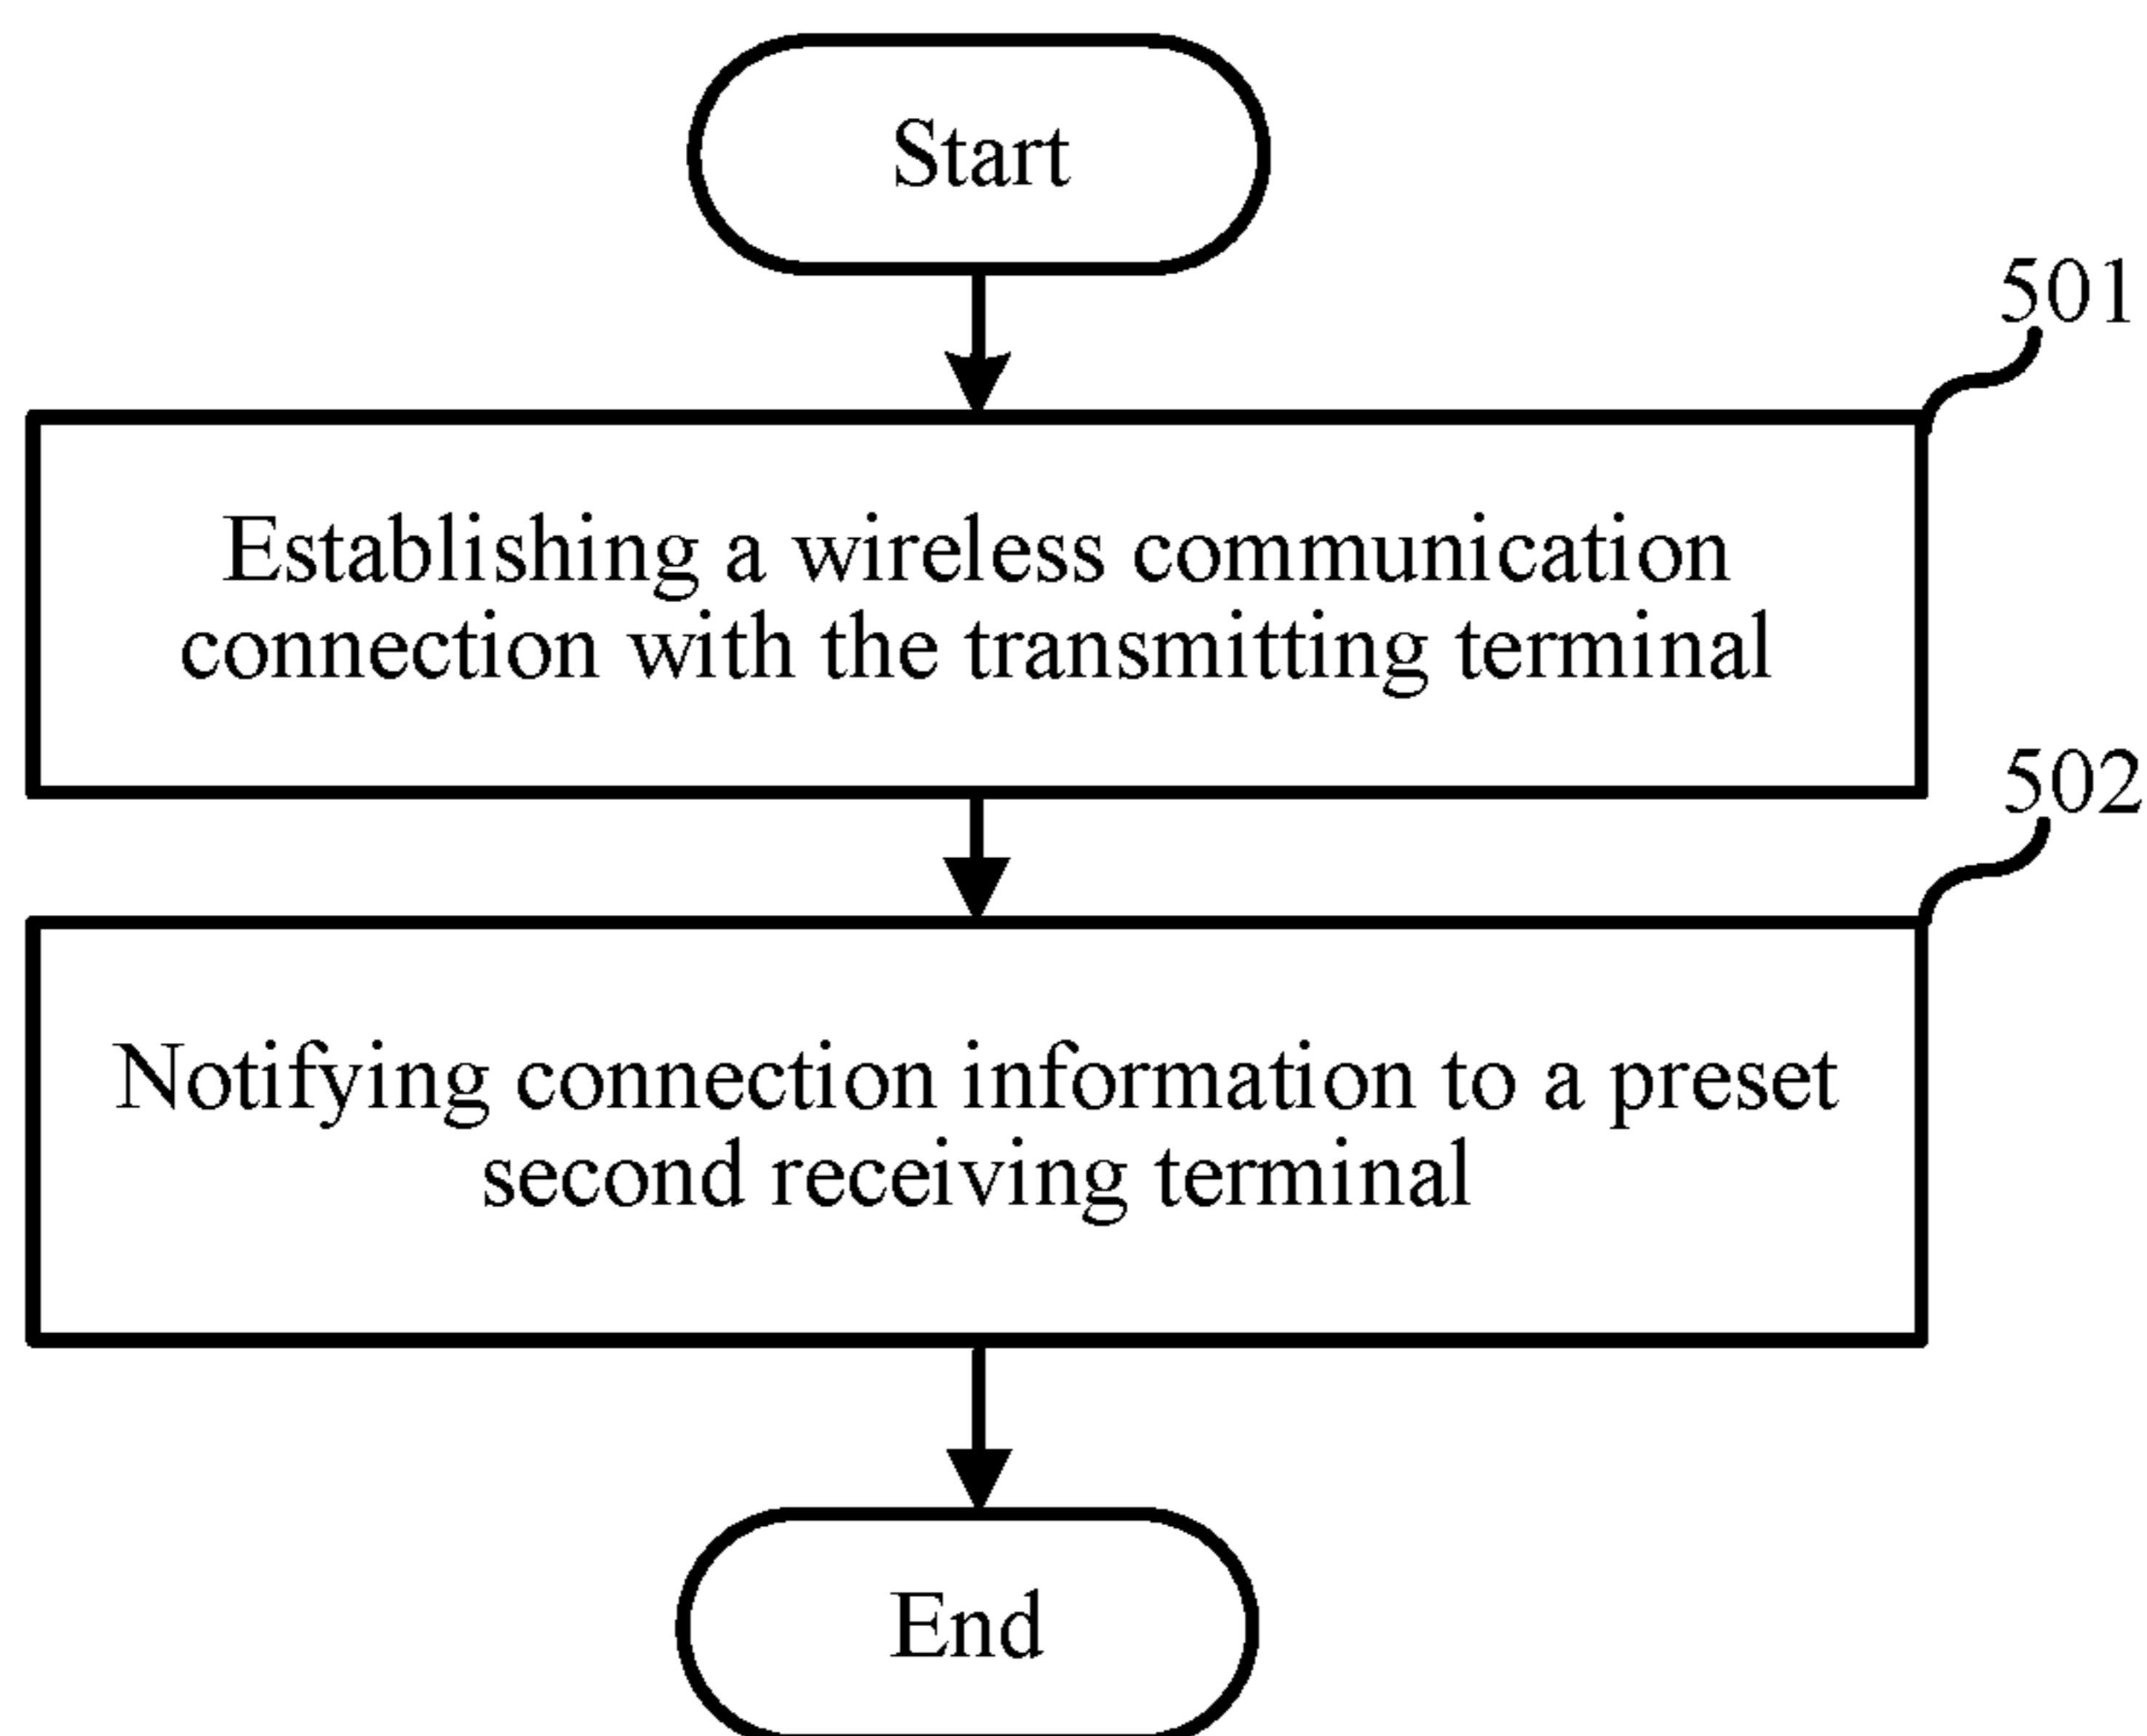 Start
501
Establishing a wireless communication
connection with the transmitting terminal
502
Notifying connection information to a preset
second receiving terminal
End